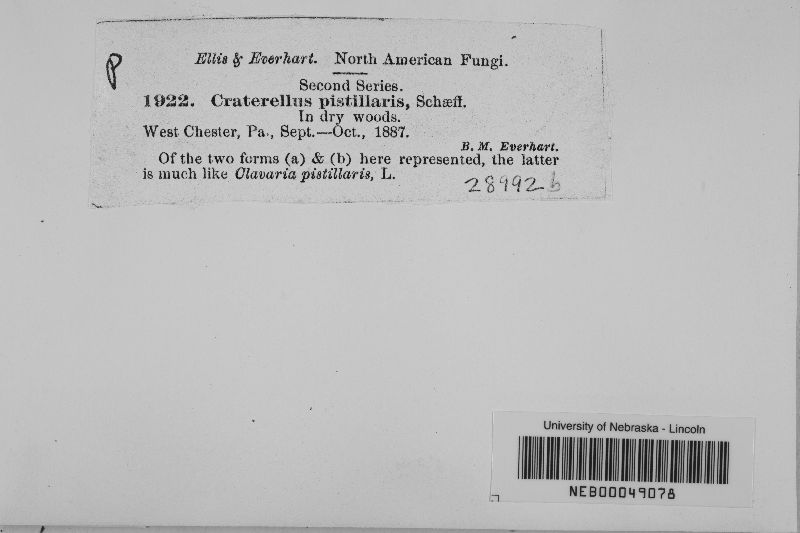 P
Ellis & Everhart. North American Fungi.
Second Series.
1922. Craterellus pistillaris, Schæff.
In dry woods.
West Chester, Pa., Sept.—Oct., 1887.
B. M. Everhart.
Of the two forms (a) & (b) here represented, the latter
is much like Clavaria pistillaris, L.
28992b
University of Nebraska - Lincoln
NEB00049078